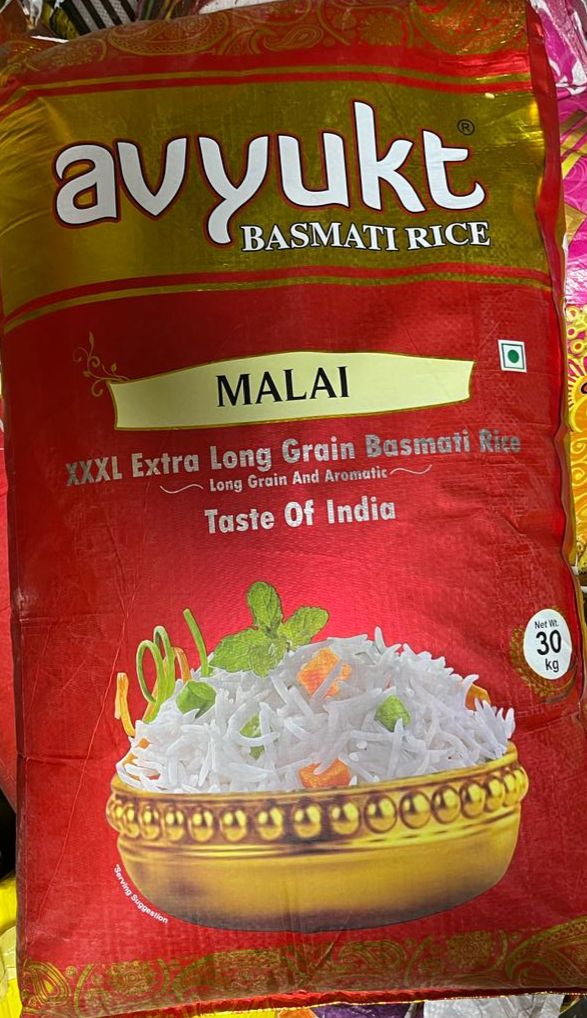 avyukt®
BASMATI RICE
MALAI
XXXL Extra Long Grain Basmati Rice
Long Grain And Aromatic
Taste Of India
Net Wt.
30
kg
*Serving Suggestion